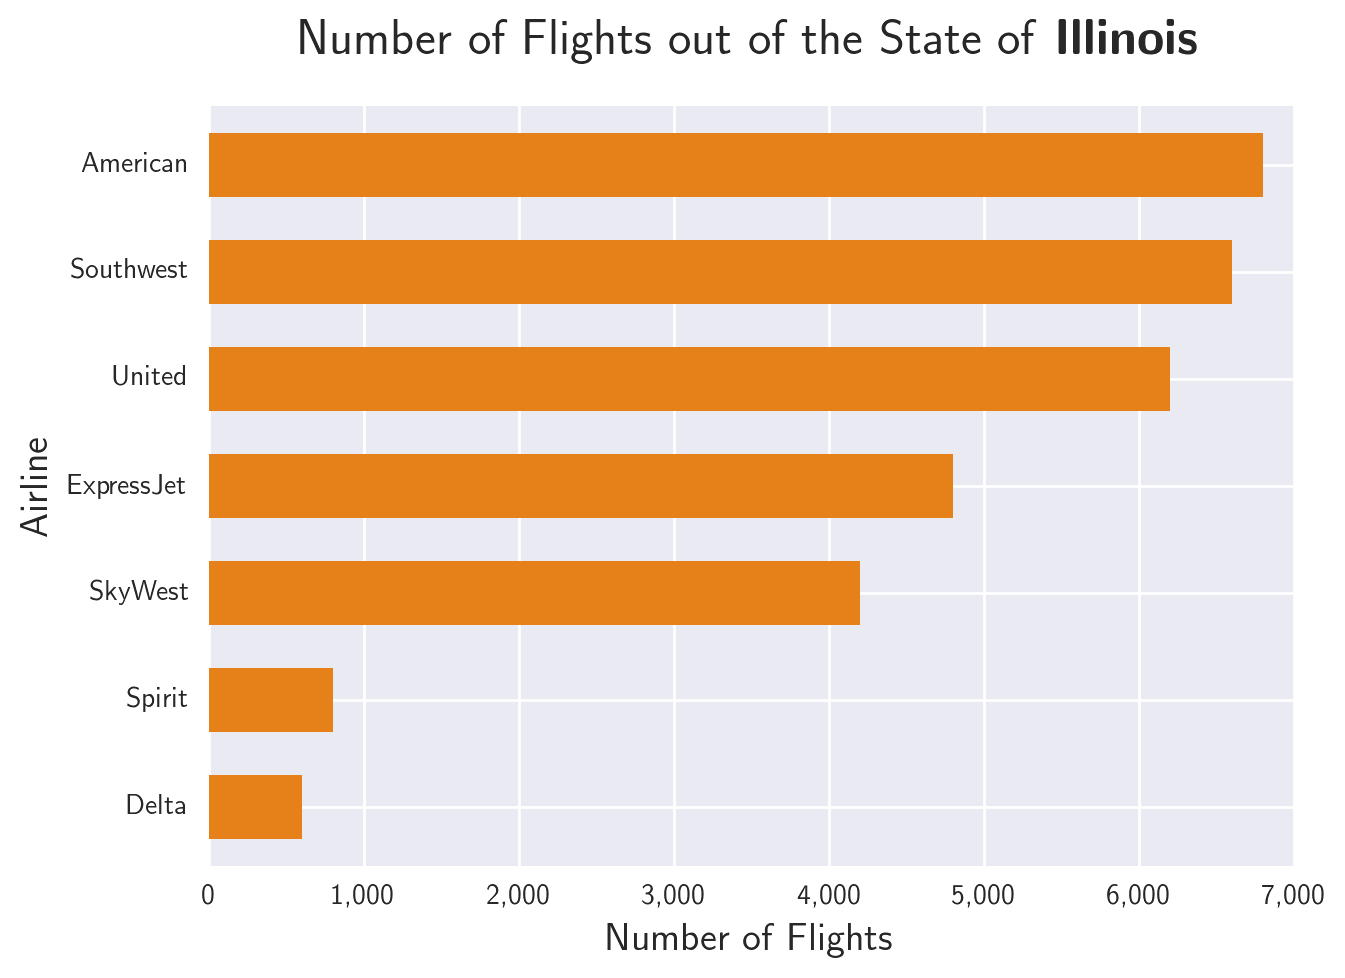 Number of Flights out of the State of Illinois
American
Southwest
United
ExpressJet
SkyWest
Spirit
Delta
Airline
0 1,000 2,000 3,000 4,000 5,000 6,000 7,000
Number of Flights